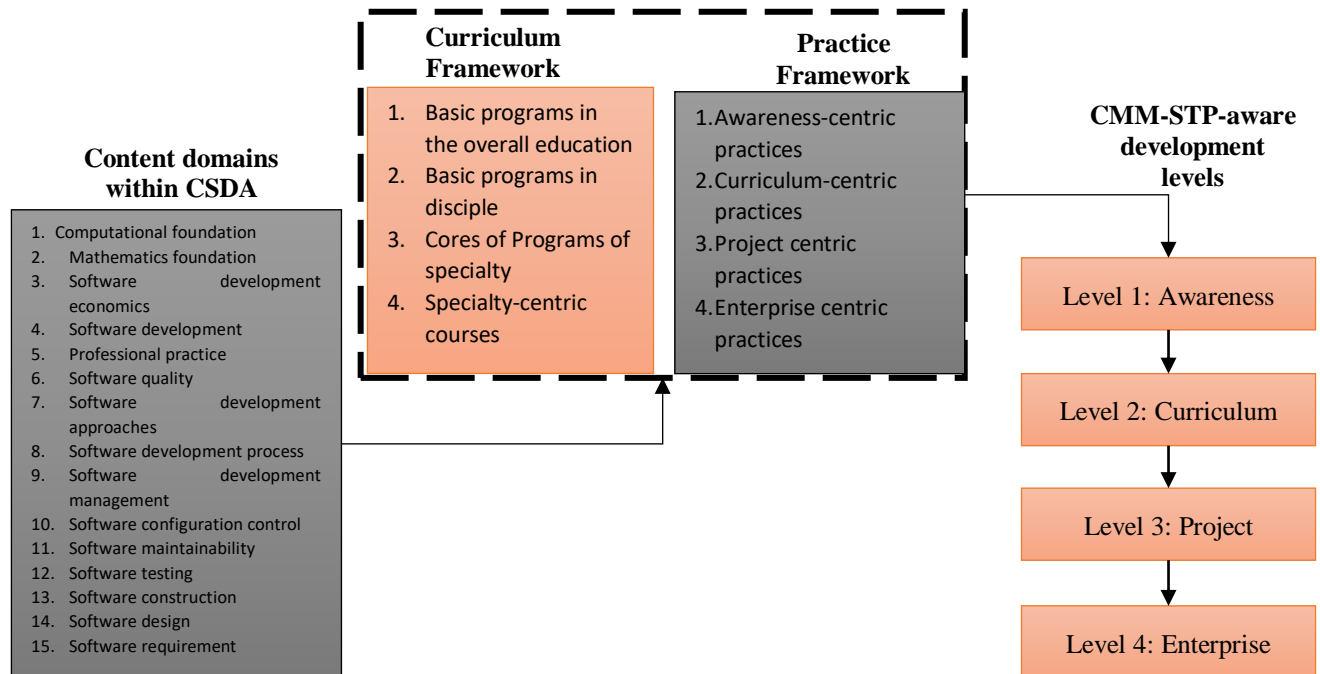 Content domains
within CSDA
1. Computational foundation
2. Mathematics foundation
3. Software development
economics
4. Software development
5. Professional practice
6. Software quality
7. Software development
approaches
8. Software development process
9. Software development
management
10. Software configuration control
11. Software maintainability
12. Software testing
13. Software construction
14. Software design
15. Software requirement
Curriculum
Framework
1. Basic programs in
the overall education
2. Basic programs in
disciple
3. Cores of Programs of
specialty
4. Specialty-centric
courses
Practice
Framework
1.Awareness-centric
practices
2.Curriculum-centric
practices
3.Project centric
practices
4.Enterprise centric
practices
CMM-STP-aware
development
levels
Level 1: Awareness
Level 2: Curriculum
Level 3: Project
Level 4: Enterprise